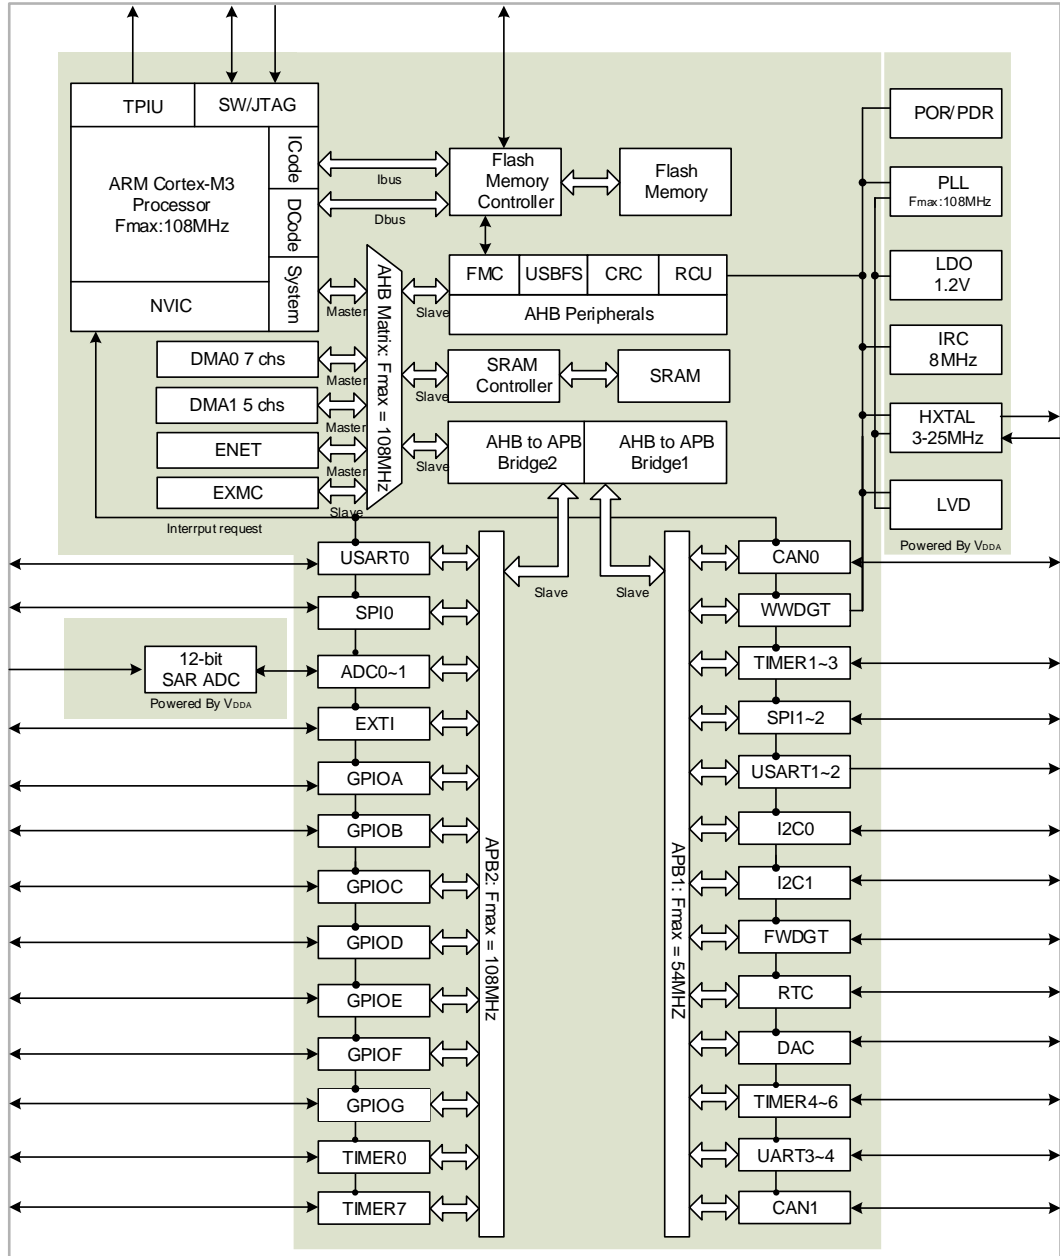 TPIU
SW/JTAG
ARM Cortex-M3
Processor
Fmax:108MHz
ICode
DCode
System
NVIC
Ibus
Dbus
Flash
Memory
Controller
Flash
Memory
FMC
USBFS
CRC
RCU
AHB Peripherals
Master
Slave
AHB Matrix: Fmax = 108MHz
DMA0 7 chs
Master
DMA1 5 chs
Master
ENET
Master
EXMC
Slave
Slave
SRAM
Controller
SRAM
Slave
AHB to APB
Bridge2
AHB to APB
Bridge1
Interrput request
POR/PDR
PLL
Fmax:108MHz
LDO
1.2V
IRC
8MHz
HXTAL
3-25MHz
LVD
Powered By VDDA
Slave
Slave
USART0
SPI0
12-bit
SAR ADC
Powered By VDDA
ADC0~1
EXTI
GPIOA
GPIOB
GPIOC
GPIOD
GPIOE
GPIOF
GPIOG
TIMER0
TIMER7
APB2: Fmax = 108MHz
APB1: Fmax = 54MHZ
CAN0
WWDGT
TIMER1~3
SPI1~2
USART1~2
I2C0
I2C1
FWDGT
RTC
DAC
TIMER4~6
UART3~4
CAN1